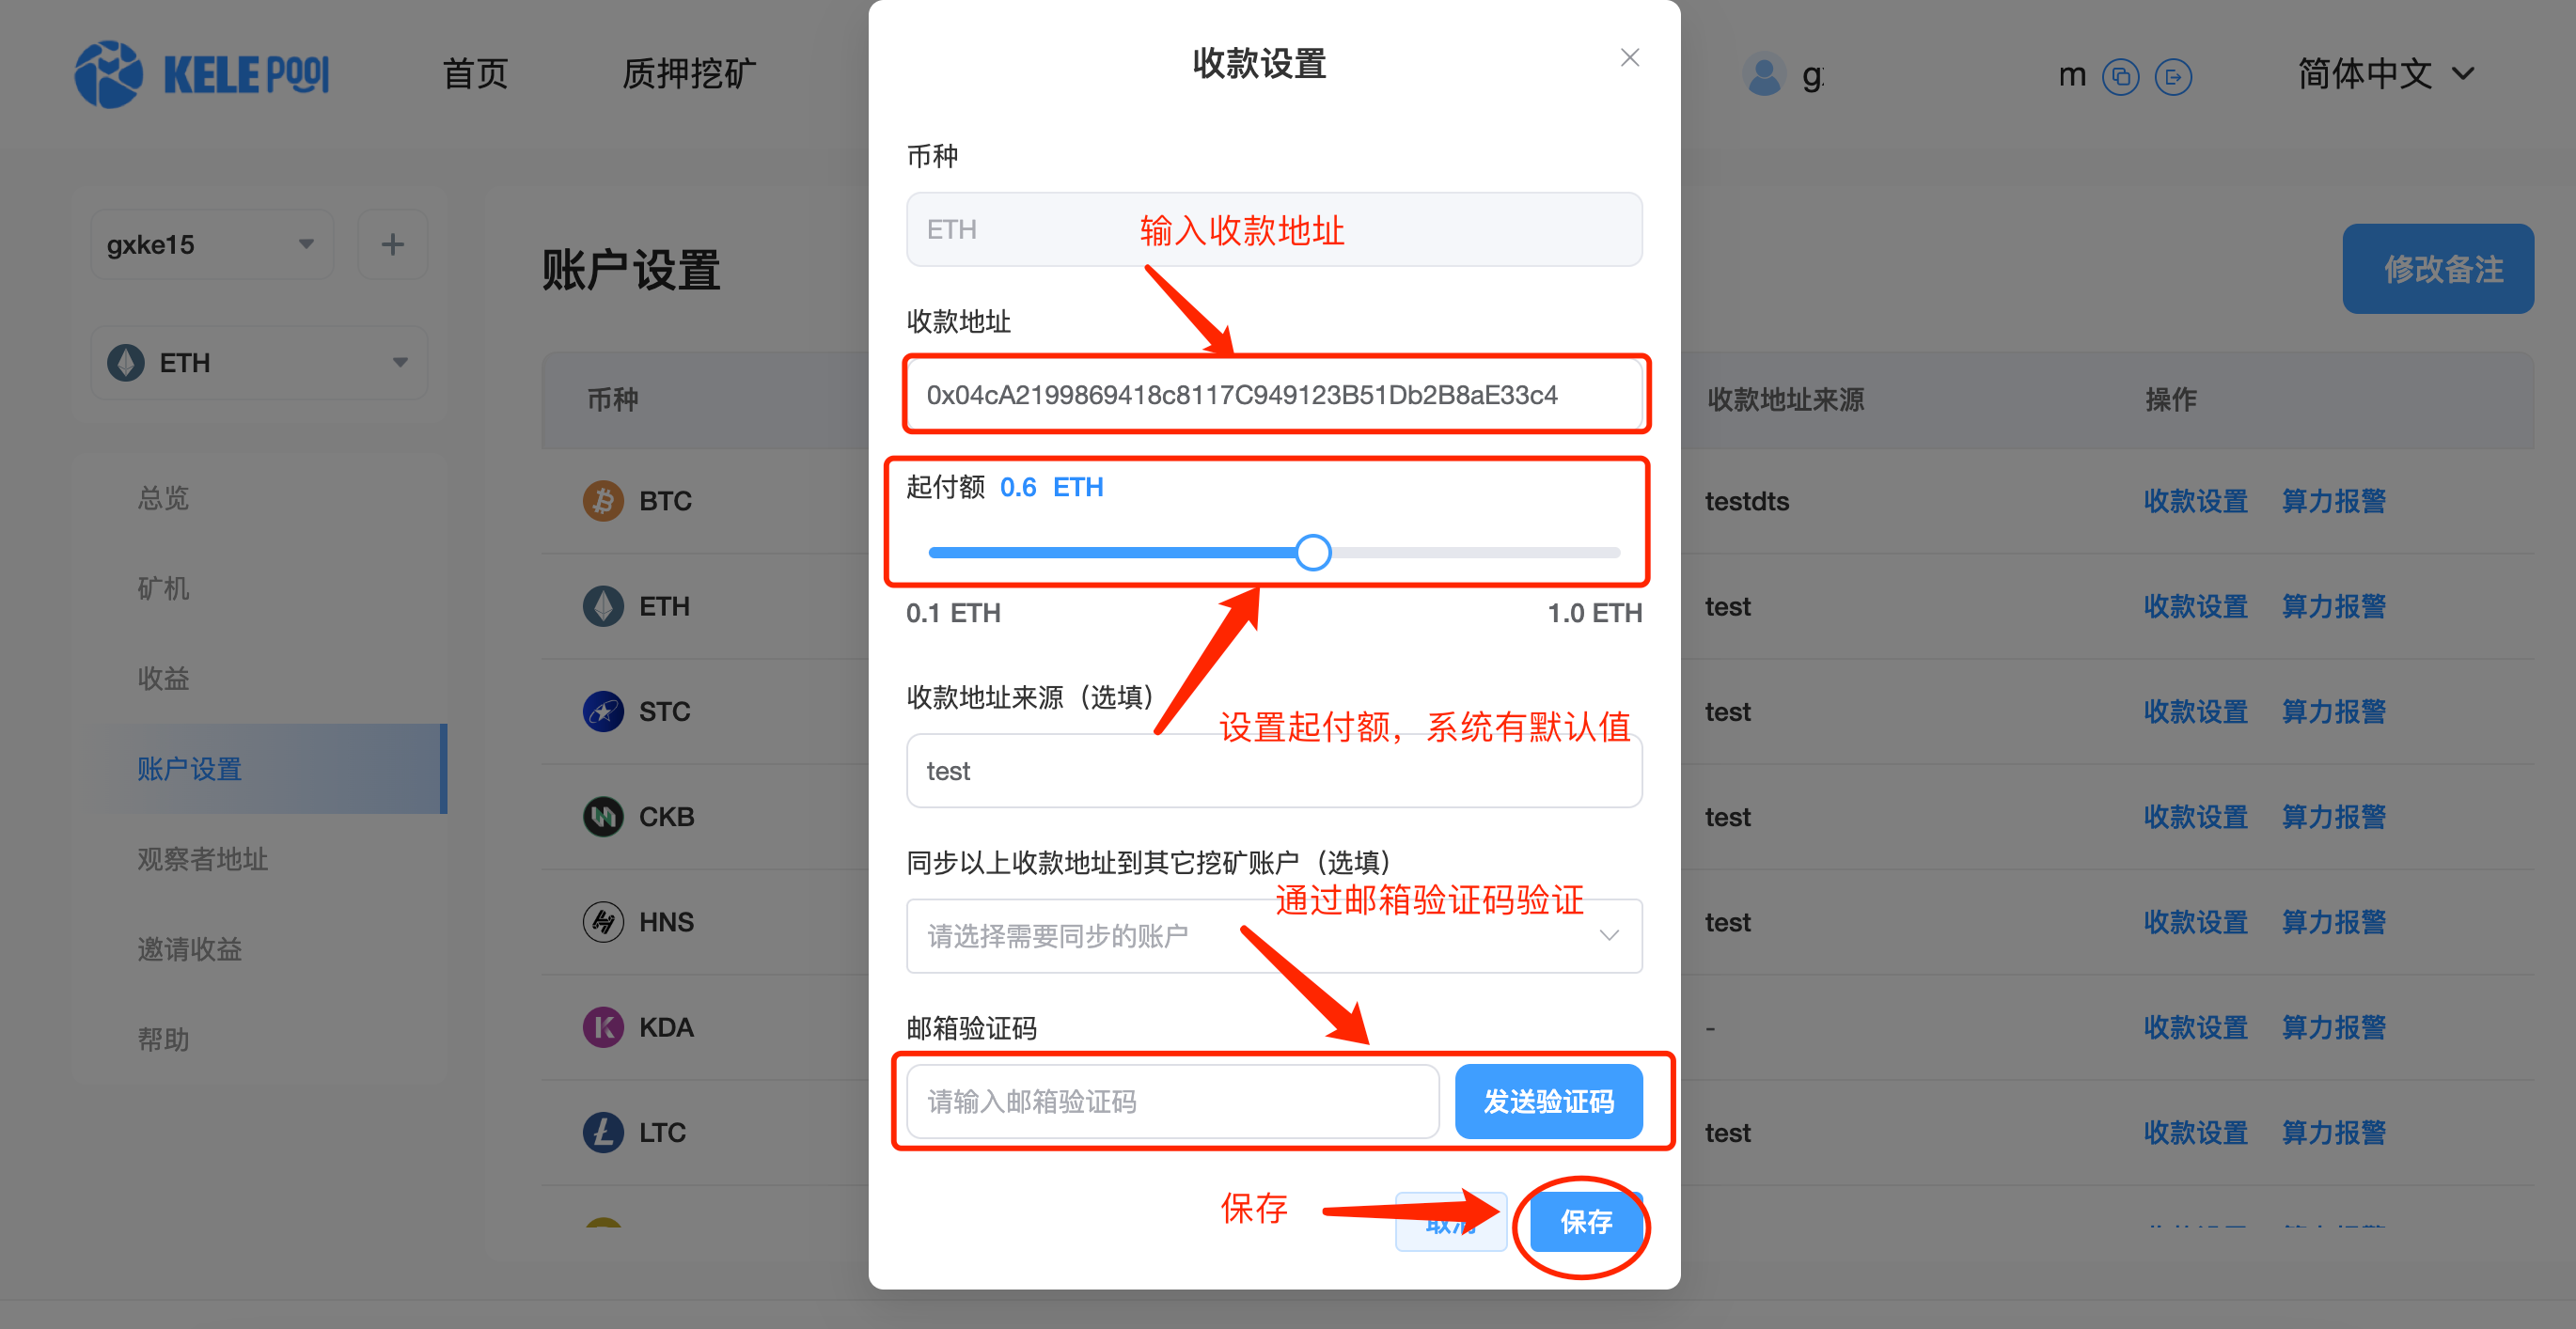 KELE POOL
首页
质押挖矿
g
m
简体中文
gxke15
ETH
总览
矿机
收益
账户设置
观察者地址
邀请收益
帮助
账户设置
修改备注
币种
收款地址来源
操作
BTC
testdts
收款设置
算力报警
ETH
test
收款设置
算力报警
STC
test
收款设置
算力报警
CKB
test
收款设置
算力报警
HNS
test
收款设置
算力报警
KDA
-
收款设置
算力报警
LTC
test
收款设置
算力报警
收款设置
币种
ETH
输入收款地址
收款地址
0x04cA2199869418c8117C949123B51Db2B8aE33c4
起付额 0.6 ETH
0.1 ETH
1.0 ETH
收款地址来源（选填）
设置起付额，系统有默认值
test
同步以上收款地址到其它挖矿账户（选填）
通过邮箱验证码验证
请选择需要同步的账户
邮箱验证码
请输入邮箱验证码
发送验证码
保存
取消
保存